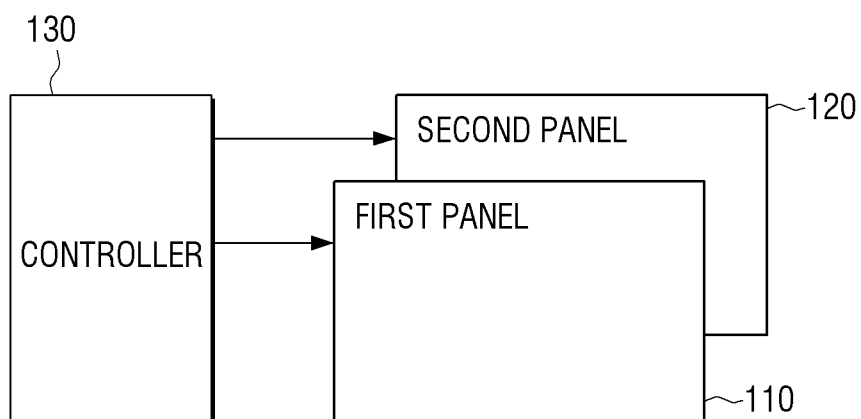 130
SECOND PANEL
120
FIRST PANEL
CONTROLLER
110